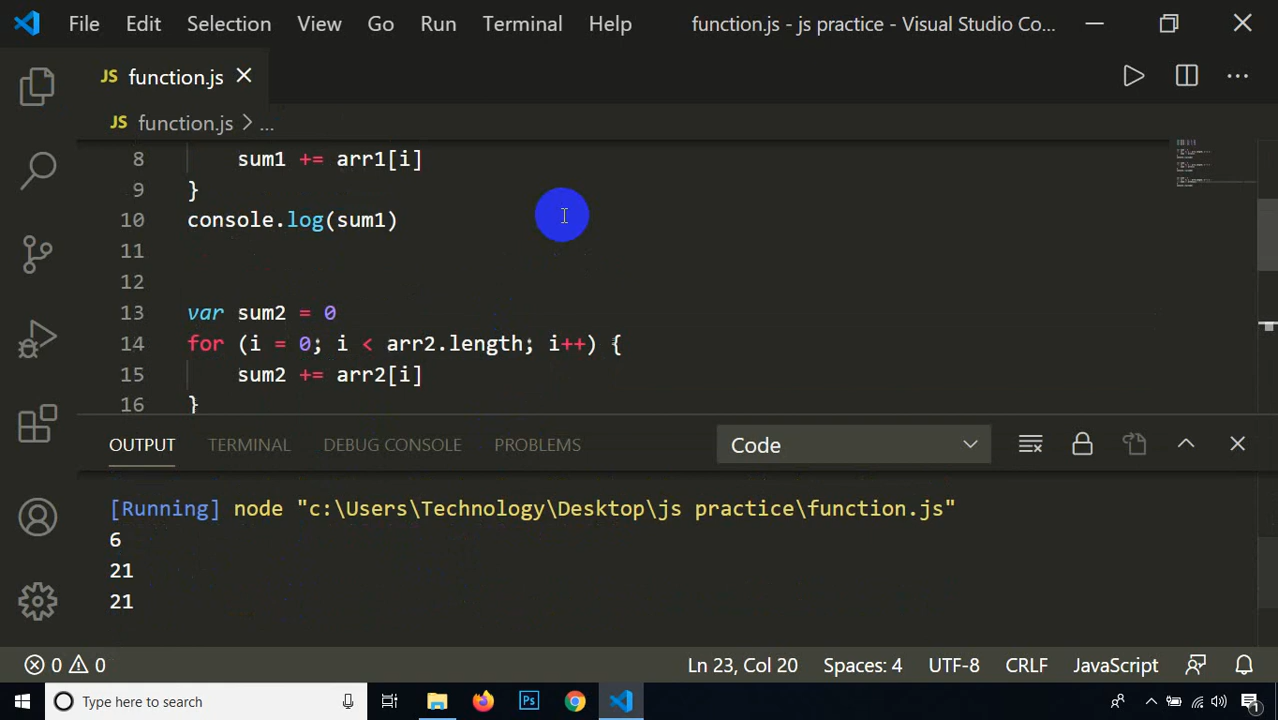 File Edit Selection View Go Run Terminal Help function.js - js practice - Visual Studio Co...
JS function.js
JS function.js > ...
8 sum1 += arr1[i]
9 }
10 console.log(sum1)
11
12
13 var sum2 = 0
14 for (i = 0; i < arr2.length; i++) {
15 sum2 += arr2[i]
16 }
OUTPUT TERMINAL DEBUG CONSOLE PROBLEMS Code
[Running] node "c:\Users\Technology\Desktop\js practice\function.js"
6
21
21
0 0 Ln 23, Col 20 Spaces: 4 UTF-8 CRLF JavaScript
Type here to search Ps 1